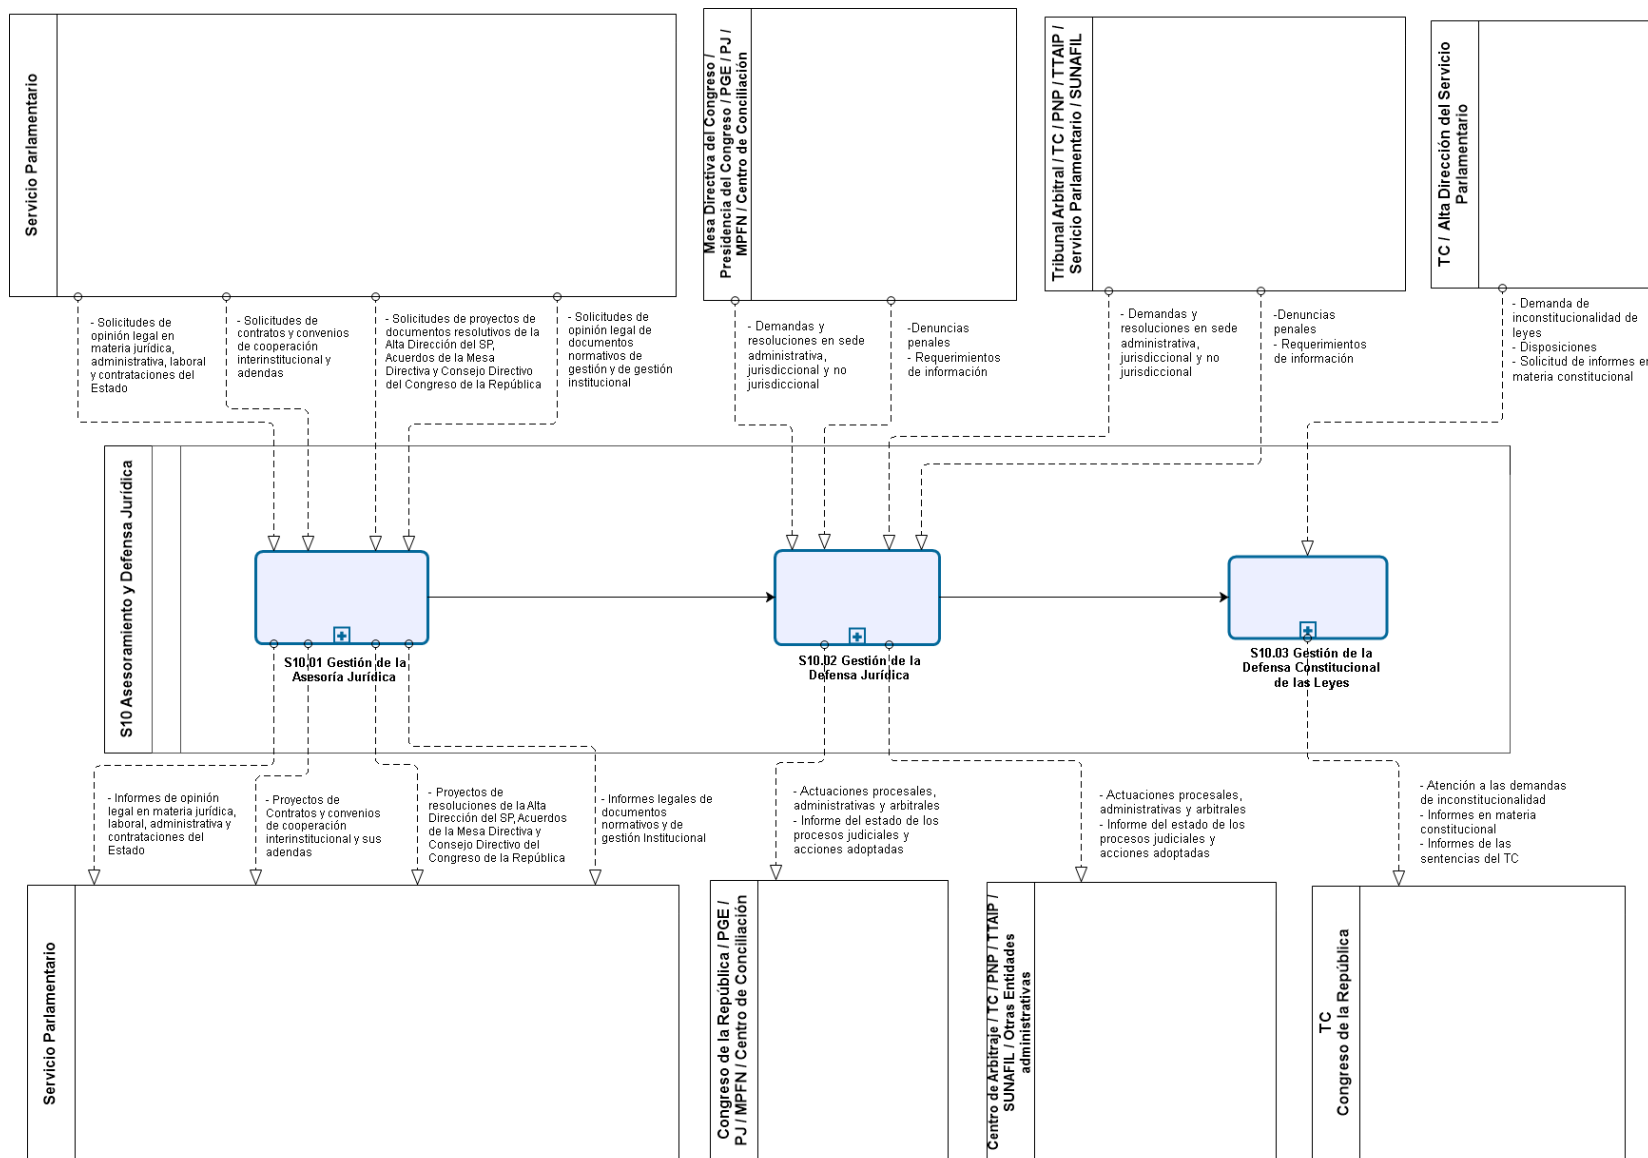 Servicio Parlamentario
Mesa Directiva del Congreso /
Presidencia del Congreso / PGE / PJ /
MPFN / Centro de Conciliación
Tribunal Arbitral / TC / PNP / TTAIP /
Servicio Parlamentario / SUNAFIL
TC / Alta Dirección del Servicio
Parlamentario
- Solicitudes de
opinión legal en
materia jurídica,
administrativa, laboral
y contrataciones del
Estado
- Solicitudes de
contratos y convenios
de cooperación
interinstitucional y
adendas
- Solicitudes de proyectos de
documentos resolutivos de la
Alta Dirección del SP,
Acuerdos de la Mesa
Directiva y Consejo Directivo
del Congreso de la República
- Solicitudes de
opinión legal de
documentos
normativos de
gestión y de gestión
institucional
- Demandas y
resoluciones en sede
administrativa,
jurisdiccional y no
jurisdiccional
-Denuncias
penales
- Requerimientos
de información
- Demandas y
resoluciones en sede
administrativa,
jurisdiccional y no
jurisdiccional
-Denuncias
penales
- Requerimientos
de información
- Demanda de
inconstitucionalidad de
leyes
- Disposiciones
- Solicitud de informes en
materia constitucional
S10 Asesoramiento y Defensa Jurídica
S10.01 Gestión de la
Asesoría Jurídica
S10.02 Gestión de la
Defensa Jurídica
S10.03 Gestión de la
Defensa Constitucional
de las Leyes
- Informes de opinión
legal en materia jurídica,
laboral, administrativa y
contrataciones del
Estado
- Proyectos de
Contratos y convenios
de cooperación
interinstitucional y sus
adendas
- Proyectos de
resoluciones de la Alta
Dirección del SP, Acuerdos
de la Mesa Directiva y
Consejo Directivo del
Congreso de la República
- Informes legales de
documentos
normativos y de
gestión Institucional
- Actuaciones procesales,
administrativas y arbitrales
- Informe del estado de los
procesos judiciales y
acciones adoptadas
- Actuaciones procesales,
administrativas y arbitrales
- Informe del estado de los
procesos judiciales y
acciones adoptadas
- Atención a las demandas
de inconstitucionalidad
- Informes en materia
constitucional
- Informes de las
sentencias del TC
Servicio Parlamentario
Congreso de la República / PGE /
PJ / MPFN / Centro de Conciliación
Centro de Arbitraje / TC / PNP / TTAIP /
SUNAFIL / Otras Entidades
administrativas
TC
Congreso de la República